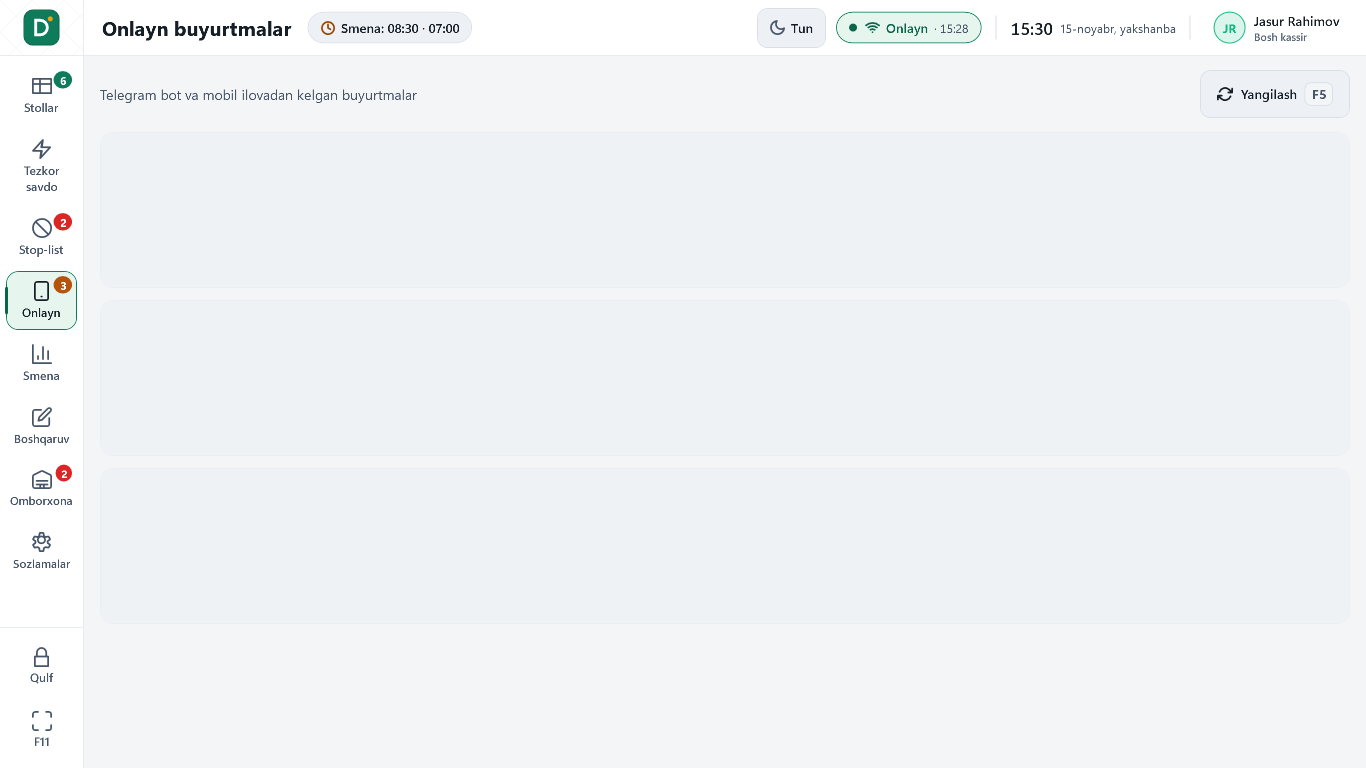 D
Onlayn buyurtmalar
Smena: 08:30 · 07:00
Tun
Onlayn · 15:28
15:30 15-noyabr, yakshanba
JR
Jasur Rahimov
Bosh kassir
6
Stollar
Tezkor
savdo
2
Stop-list
3
Onlayn
Smena
Boshqaruv
2
Omborxona
Sozlamalar
Qulf
F11
Telegram bot va mobil ilovadan kelgan buyurtmalar
Yangilash F5